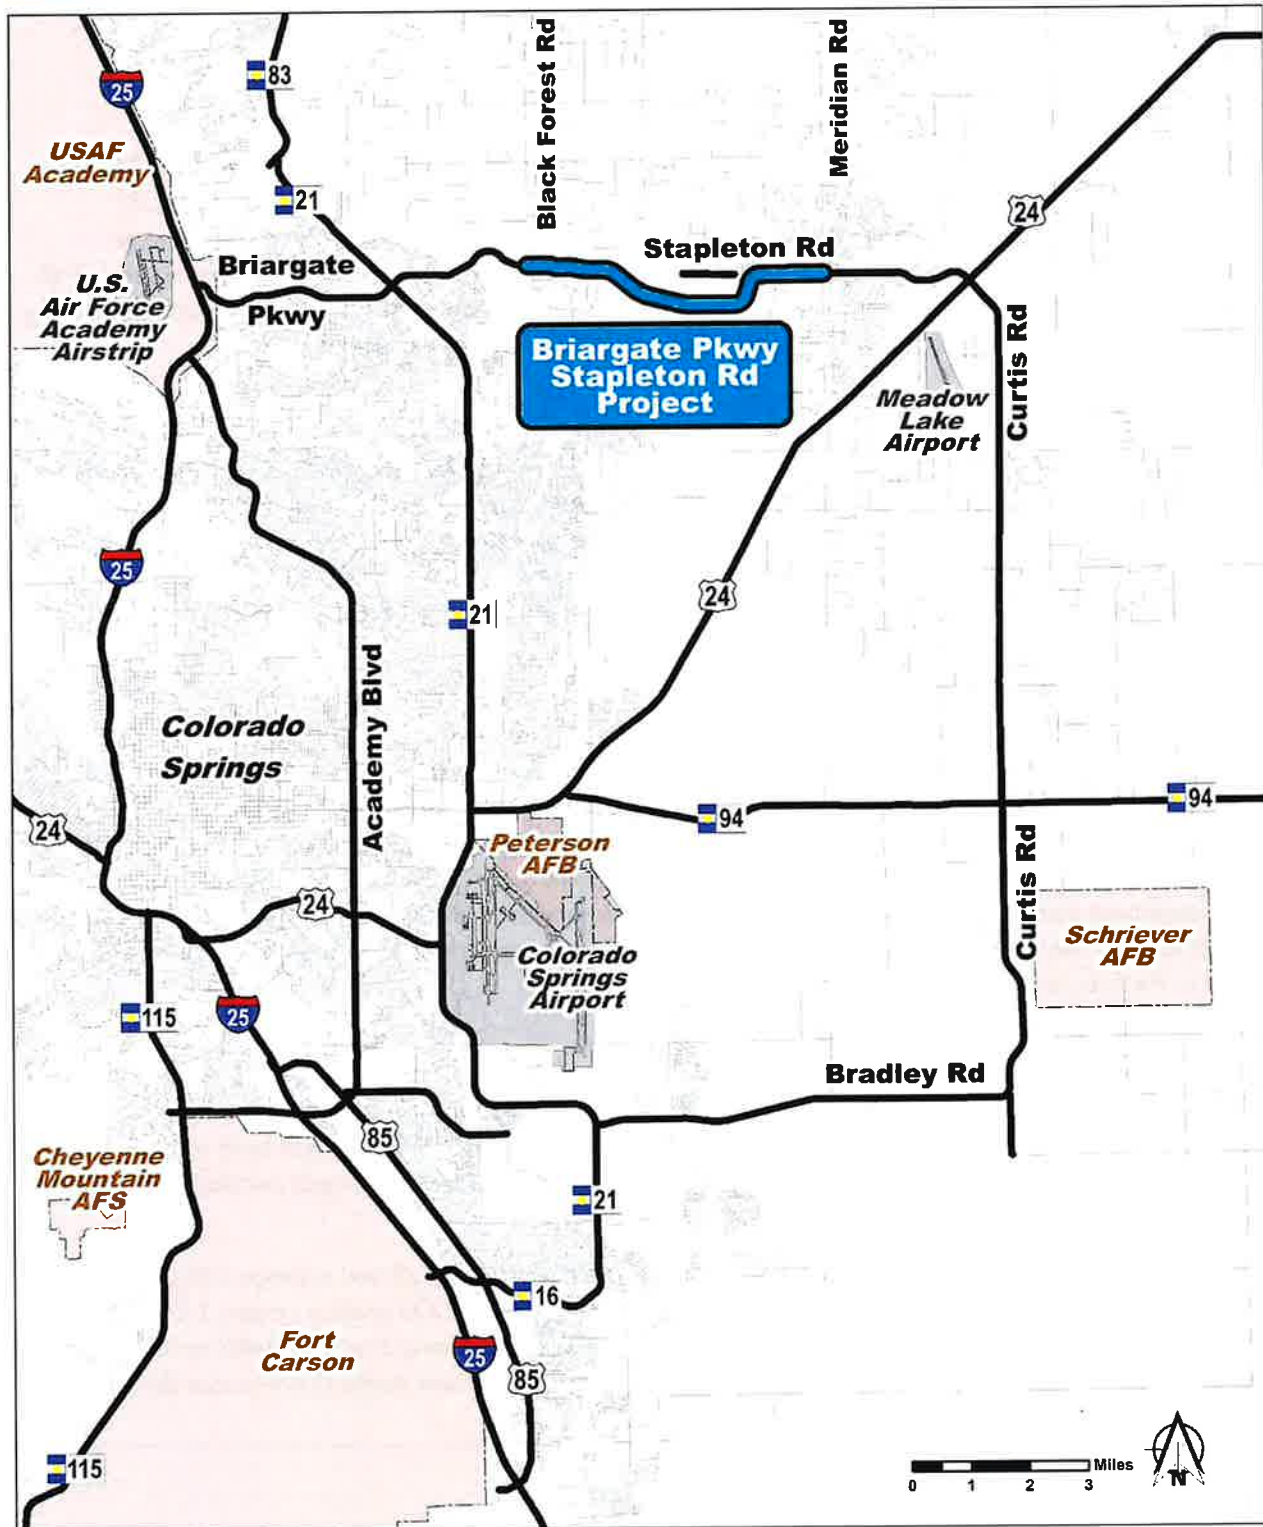 Black Forest Rd
Meridian Rd
83
25
USAF
Academy
21
24
Stapleton Rd
Briargate
Pkwy
U.S.
Air Force
Academy
Airstrip
Briargate Pkwy
Stapleton Rd
Project
Curtis Rd
Meadow
Lake
Airport
25
24
21
Academy Blvd
Colorado
Springs
94
94
24
Peterson
AFB
Curtis Rd
24
Schriever
AFB
Colorado
Springs
Airport
115
25
Bradley Rd
85
Cheyenne
Mountain
AFS
21
16
Fort
Carson
25
85
115
Miles
0 1 2 3
N